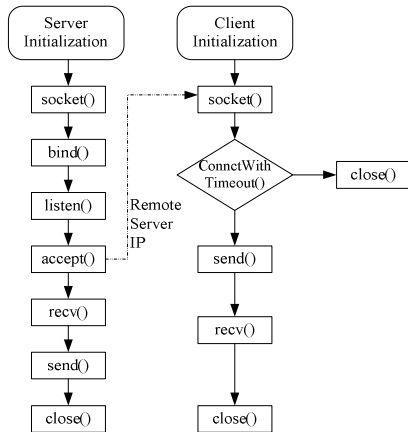 Server
Initialization
socket()
bind()
listen()
accept()
recv()
send()
close()
Remote
Server
IP
Client
Initialization
socket()
ConnctWith
Timeout()
close()
send()
recv()
close()